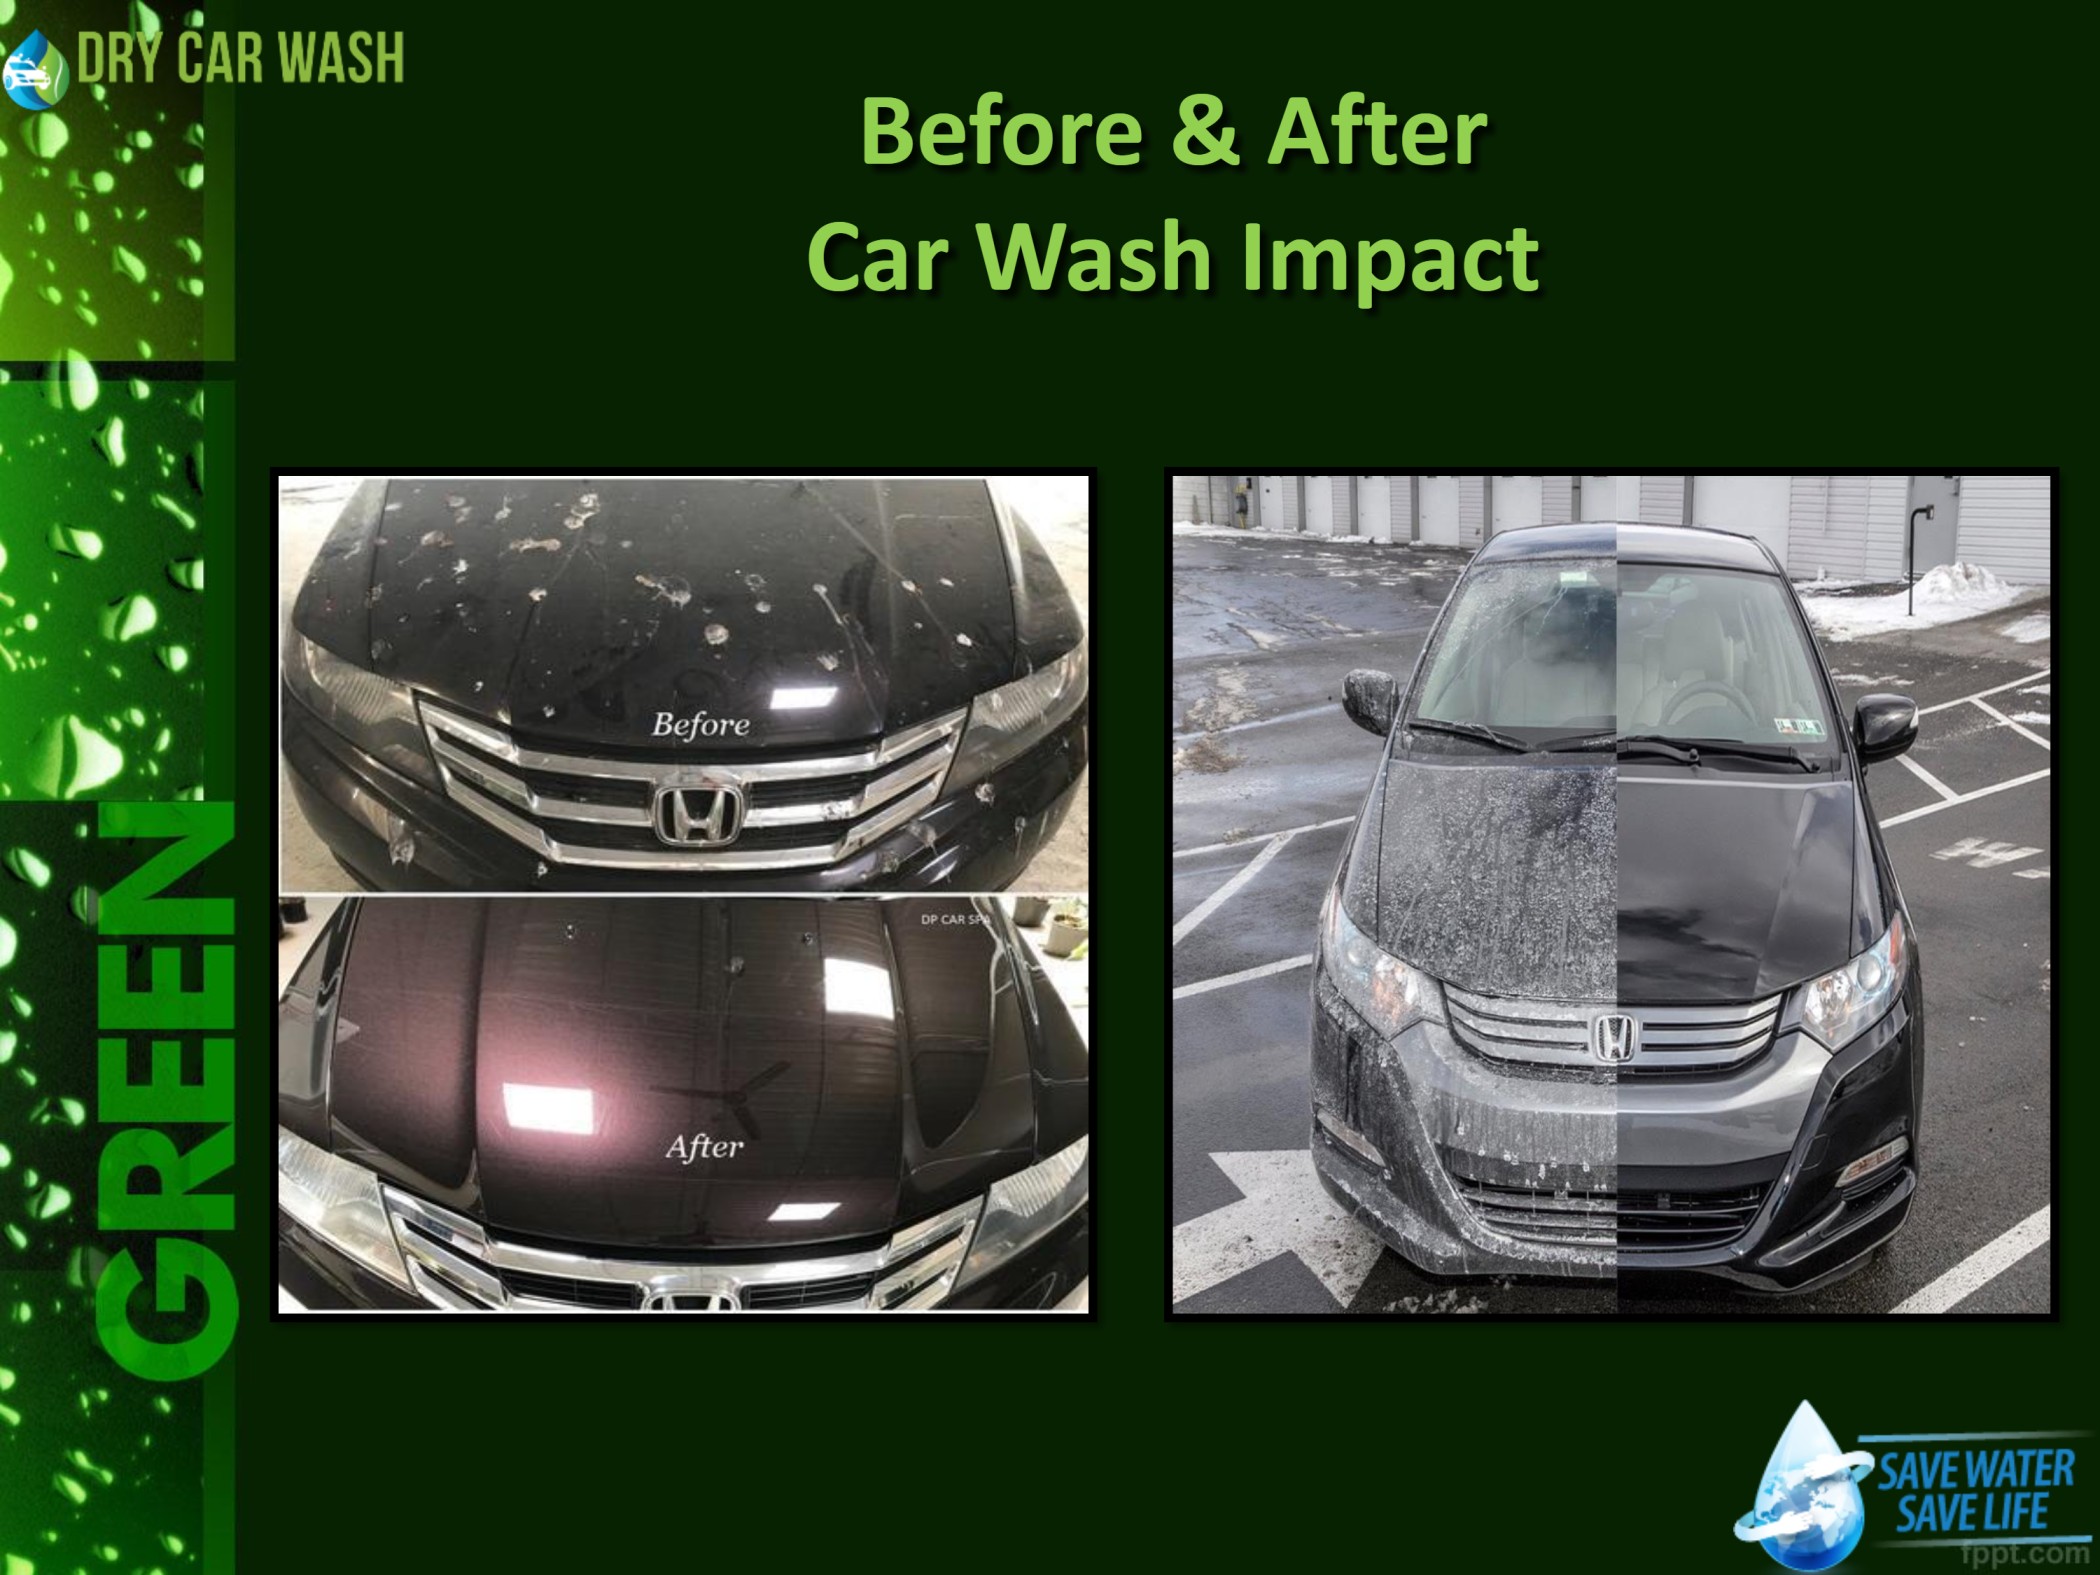 DRY CAR WASH
Before & After
Car Wash Impact
GREEN
Before
DP CAR SPA
After
SAVE WATER
SAVE LIFE
fppt.com